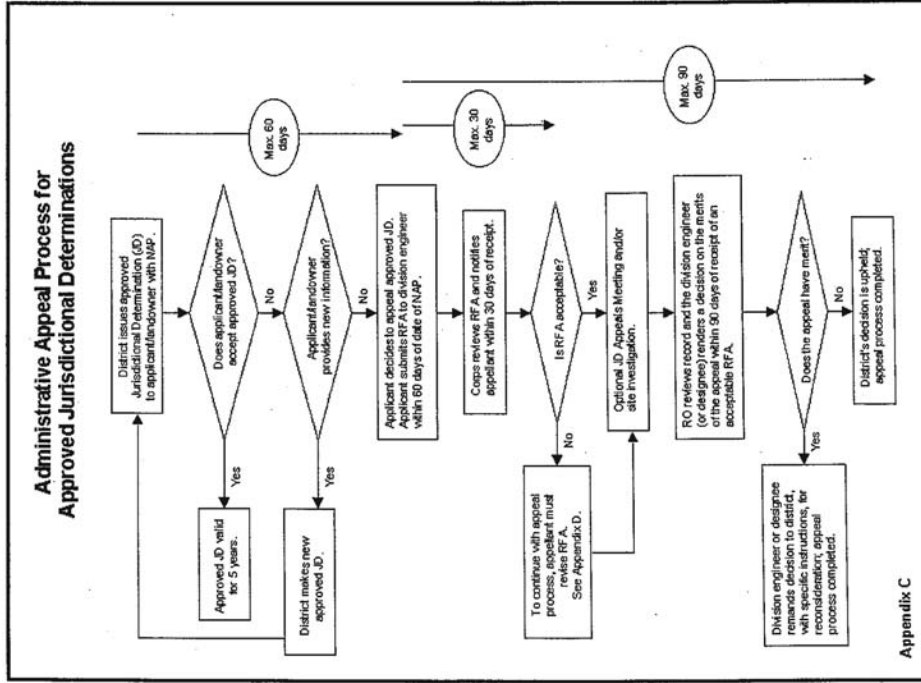 Administrative Appeal Process for
Approved Jurisdictional Determinations
District issues approved
Jurisdictional Determination (JD)
to applicant/landowner with NAP.
Max. 60
days
Does applicant/landowner
accept approved JD?
Yes
No
Approved JD valid
for 5 years.
Applicant/landowner
provides new information?
Yes
No
District makes new
approved JD.
Applicant decides to appeal approved JD.
Applicant submits RFA to division engineer
within 60 days of date of NAP.
Max. 30
days
Corps reviews RFA and notifies
appellant within 30 days of receipt.
Is RFA acceptable?
No
Yes
To continue with appeal
process, appellant must
revise RFA.
See Appendix D.
Optional JD Appeals Meeting and/or
site investigation.
Max. 90
days
RO reviews record and the division engineer
(or designee) renders a decision on the merits
of the appeal within 90 days of receipt of an
acceptable RFA.
Does the appeal have merit?
Yes
No
Division engineer or designee
remands decision to district,
with specific instructions, for
reconsideration; appeal
process completed.
District's decision is upheld;
appeal process completed.
Appendix C